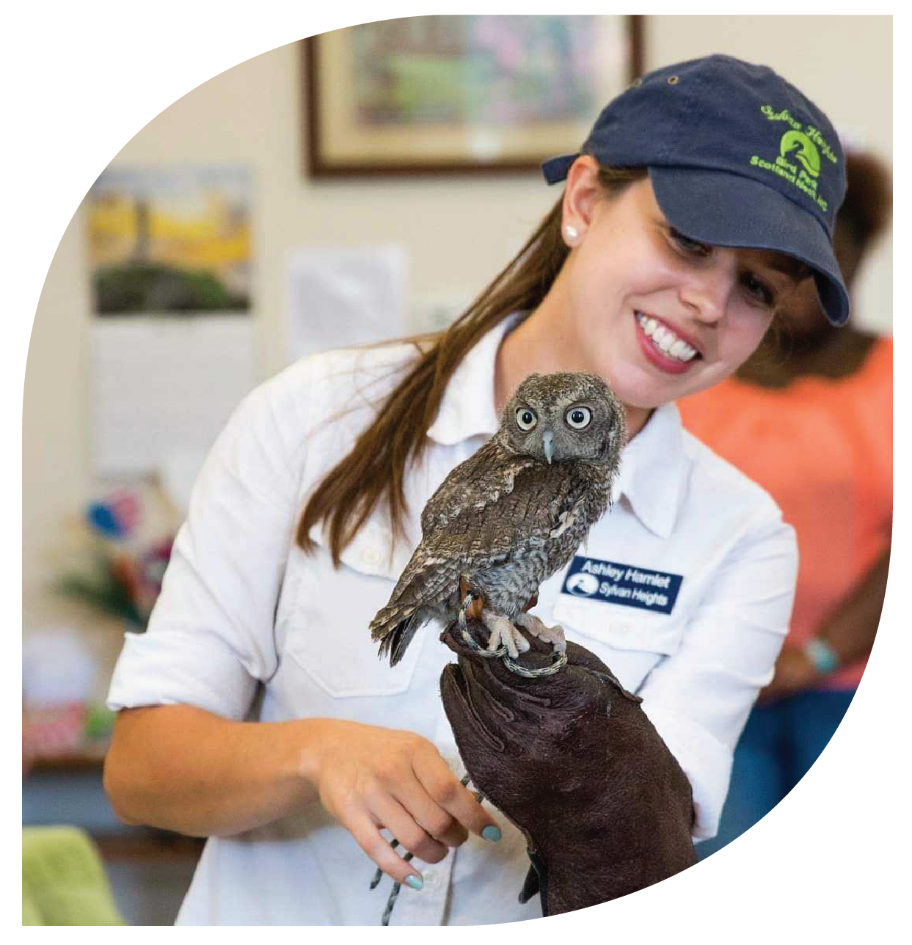 Sylvan Heights
Bird Park
Scotland Neck, NC
Ashley Hamlet
Sylvan Heights